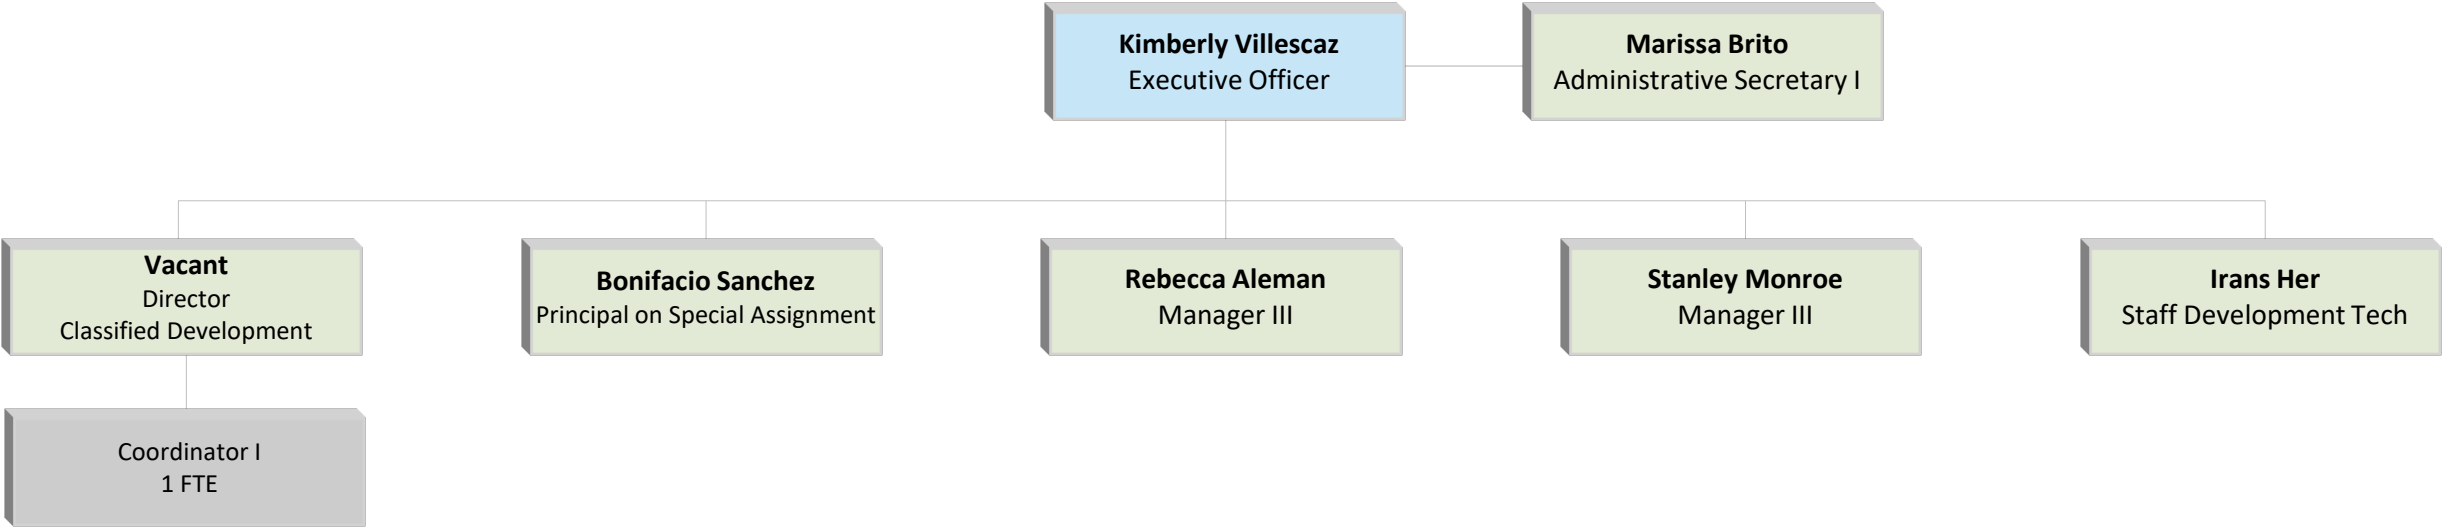 Kimberly Villescaz
Executive Officer
Marissa Brito
Administrative Secretary I
Vacant
Director
Classified Development
Bonifacio Sanchez
Principal on Special Assignment
Rebecca Aleman
Manager III
Stanley Monroe
Manager III
Irans Her
Staff Development Tech
Coordinator I
1 FTE